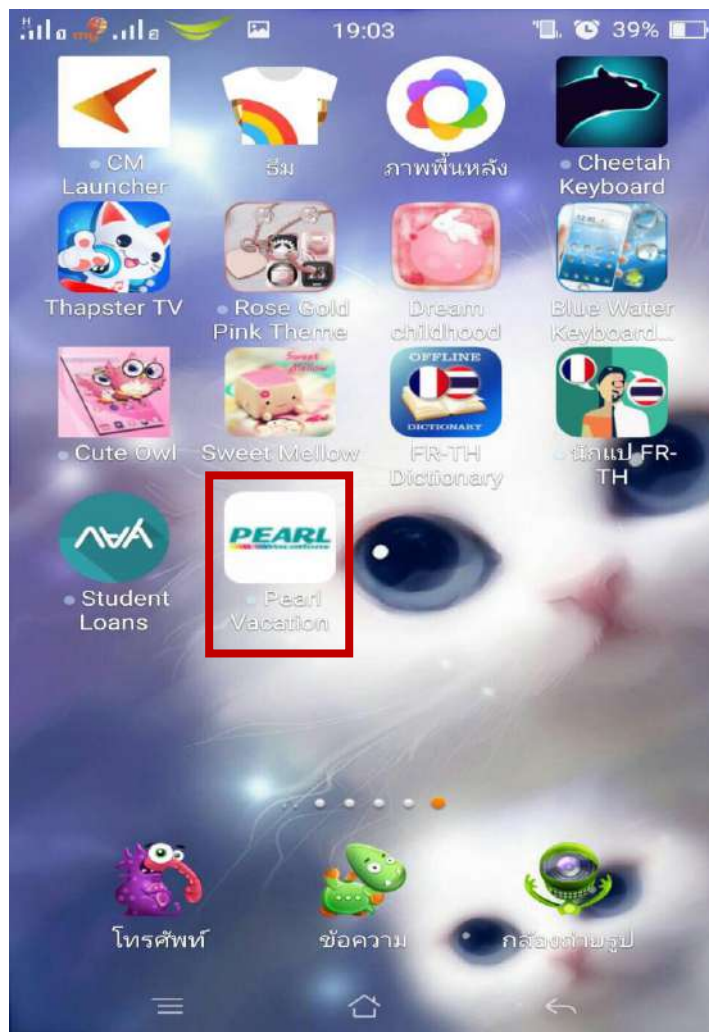 H
19:03
39%
CM
Launcher
ธีม
ภาพพื้นหลัง
Cheetah
Keyboard
Thapster TV
Rose Gold
Pink Theme
Dream
childhood
Blue Water
Keyboard...
Sweet
Mellow
OFFLINE
DICTIONARY
Cute Owl
Sweet Mellow
FR-TH
Dictionary
นักแป FR-
TH
PEARL
Student
Loans
Pearl
Vacation
โทรศัพท์
ข้อความ
กล้องถ่ายรูป